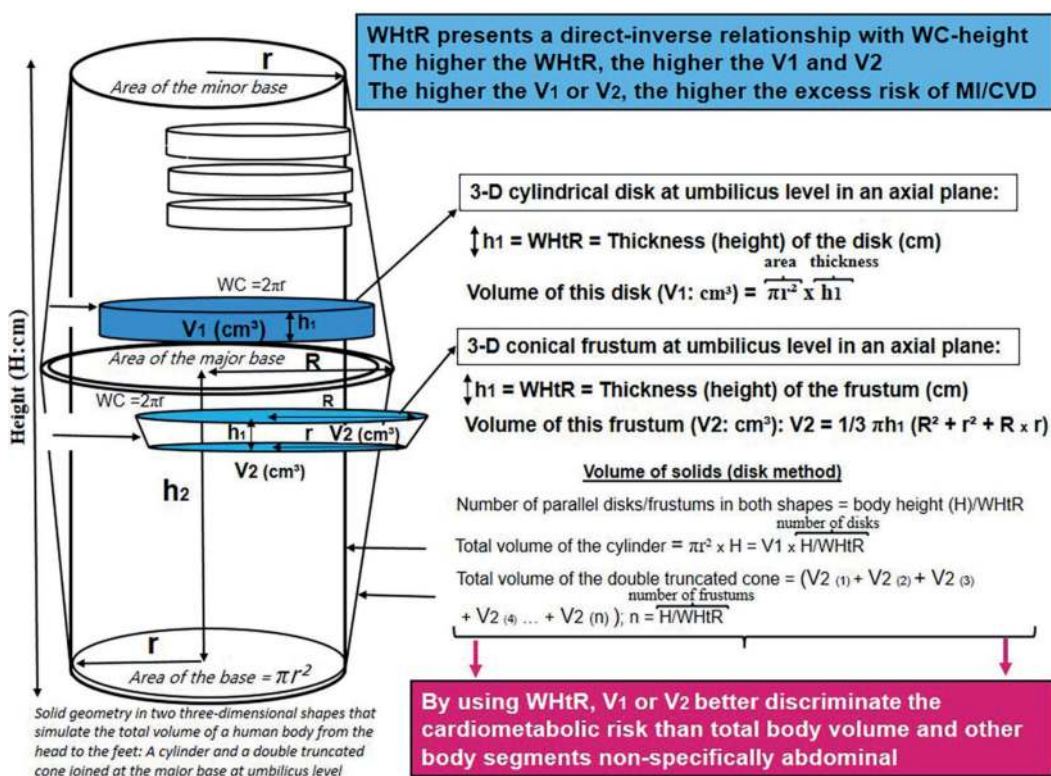 WHtR presents a direct-inverse relationship with WC-height
The higher the WHtR, the higher the V1 and V2
The higher the V1 or V2, the higher the excess risk of MI/CVD
r
Area of the minor base
Height (H:cm)
3-D cylindrical disk at umbilicus level in an axial plane:
h1 = WHtR = Thickness (height) of the disk (cm)
area thickness
Volume of this disk (V1: cm³) = πr² x h1
WC =2πr
V1 (cm³)
h₁
Area of the major base
R
3-D conical frustum at umbilicus level in an axial plane:
h1 = WHtR = Thickness (height) of the frustum (cm)
Volume of this frustum (V2: cm³): V2 = 1/3 πh₁ (R² + r² + R x r)
WC =2πr
R
h₁
r
V2 (cm³)
V2 (cm³)
h₂
Volume of solids (disk method)
Number of parallel disks/frustums in both shapes = body height (H)/WHtR
number of disks
Total volume of the cylinder = πr² x H = V1 x H/WHtR
Total volume of the double truncated cone = (V2 (1) + V2 (2) + V2 (3)
number of frustums
+ V2 (4) ... + V2 (n) ); n = H/WHtR
r
Area of the base = πr²
By using WHtR, V1 or V2 better discriminate the
cardiometabolic risk than total body volume and other
body segments non-specifically abdominal
Solid geometry in two three-dimensional shapes that
simulate the total volume of a human body from the
head to the feet: A cylinder and a double truncated
cone joined at the major base at umbilicus level